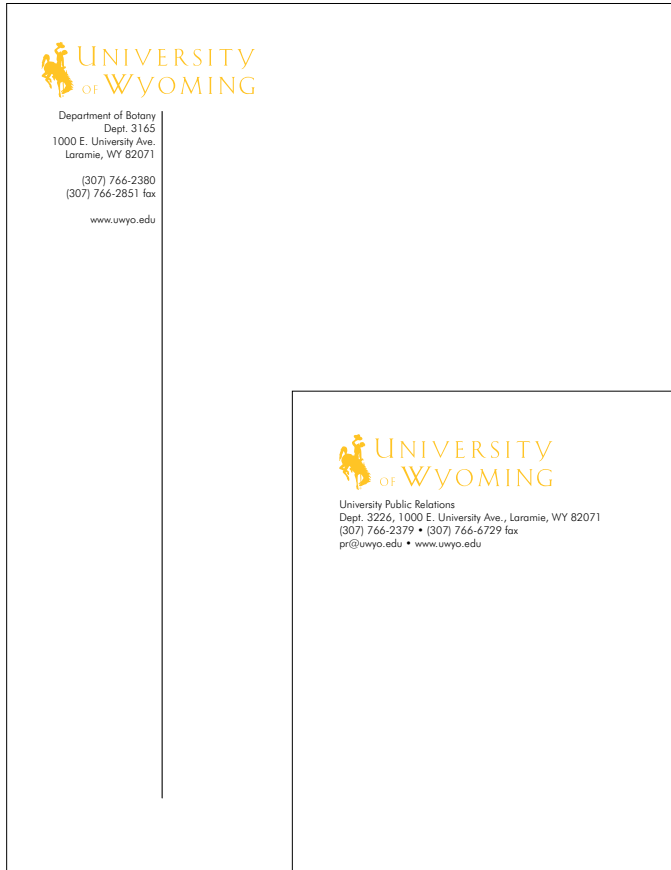 UNIVERSITY
OF WYOMING
Department of Botany
Dept. 3165
1000 E. University Ave.
Laramie, WY 82071
(307) 766-2380
(307) 766-2851 fax
www.uwyo.edu
UNIVERSITY
OF WYOMING
University Public Relations
Dept. 3226, 1000 E. University Ave., Laramie, WY 82071
(307) 766-2379 • (307) 766-6729 fax
pr@uwyo.edu • www.uwyo.edu